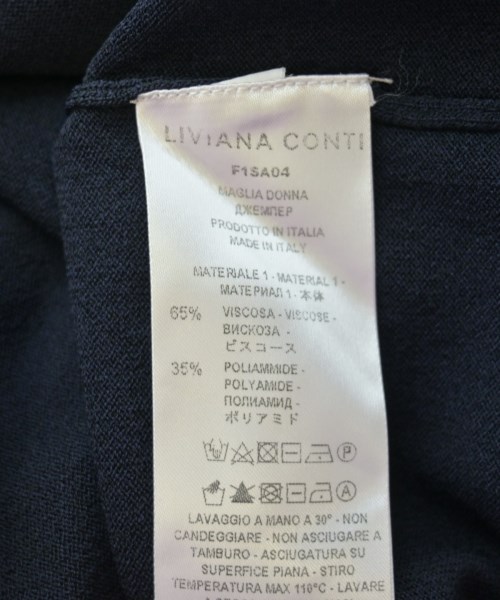 LIVIANA CONTI
F1SA04
MAGLIA DONNA
ДЖЕМПЕР
PRODOTTO IN ITALIA
MADE IN ITALY
MATERIALE 1 - MATERIAL 1 -
МАТЕРИАЛ 1 - 本体
65% VISCOSA - VISCOSE -
ВИСКОЗА -
ビスコース
35% POLIAMMIDE -
POLYAMIDE -
ПОЛИАМИД -
ポリアミド
P
A
LAVAGGIO A MANO A 30° - NON
CANDEGGIARE - NON ASCIUGARE A
TAMBURO - ASCIUGATURA SU
SUPERFICE PIANA - STIRO
TEMPERATURA MAX 110°C - LAVARE